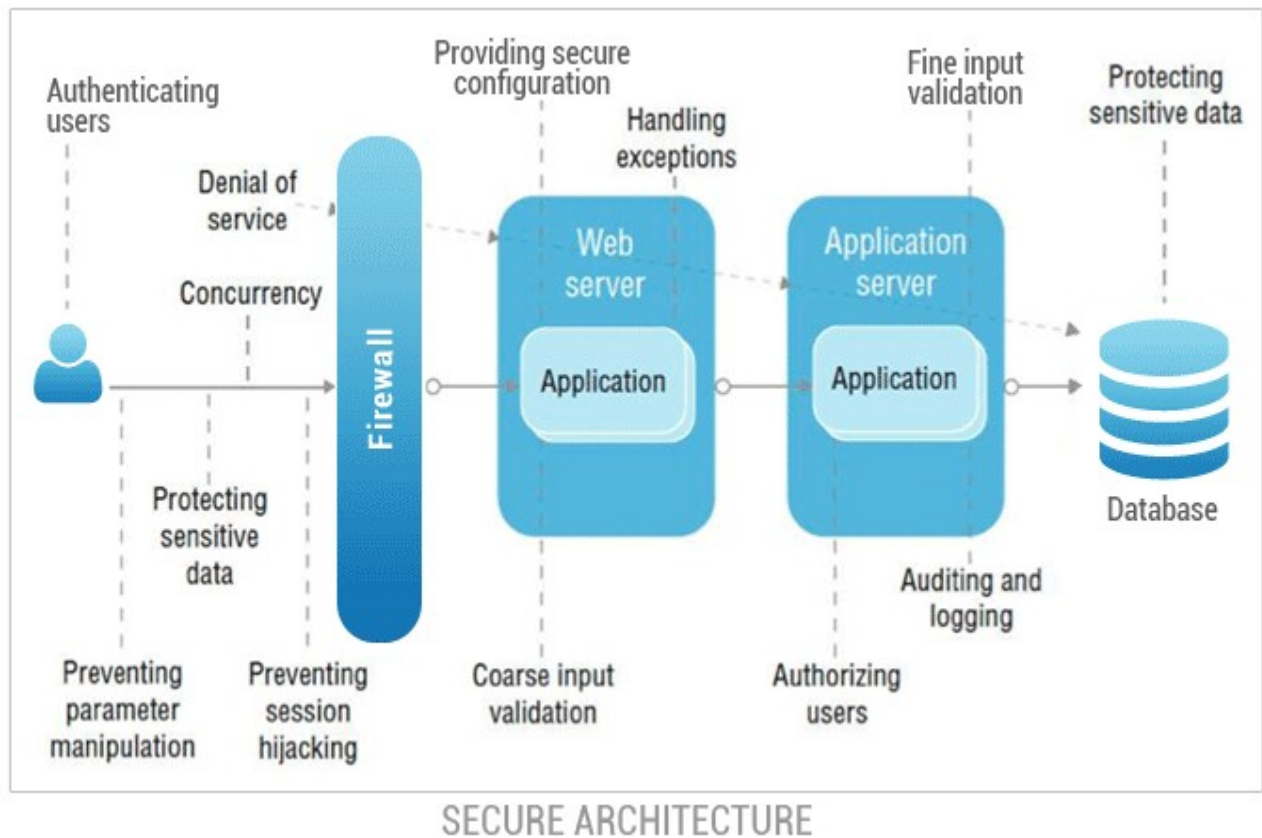 Authenticating
users
Providing secure
configuration
Fine input
validation
Protecting
sensitive data
Handling
exceptions
Denial of
service
Concurrency
Firewall
Web
server
Application
Application
server
Application
Database
Protecting
sensitive
data
Preventing
parameter
manipulation
Preventing
session
hijacking
Coarse input
validation
Authorizing
users
Auditing and
logging
SECURE ARCHITECTURE